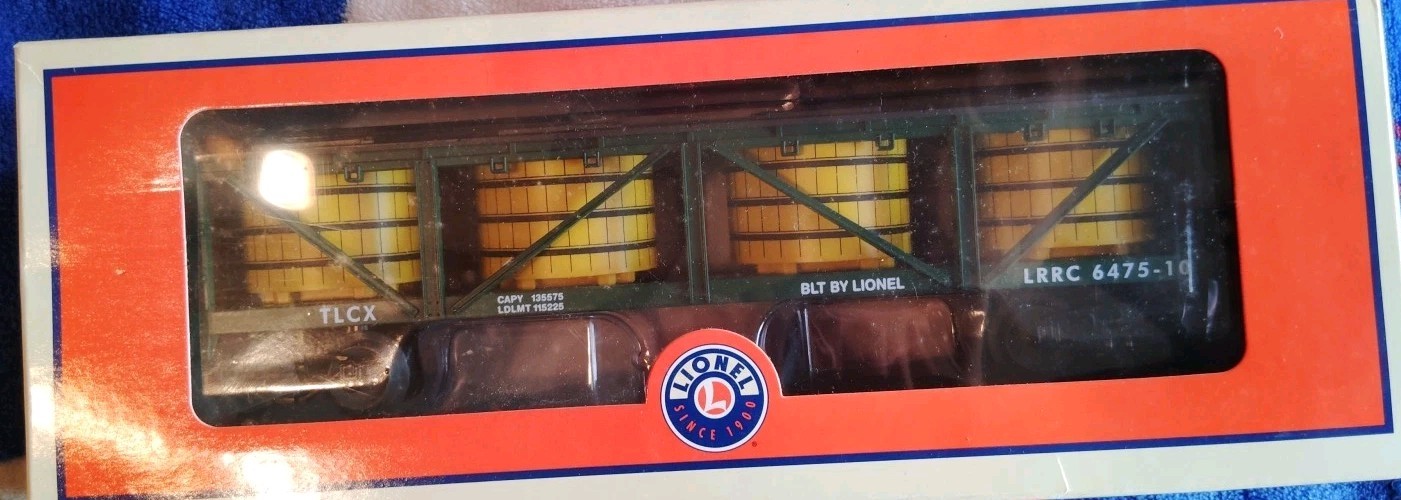 TLCX
CAPY 135575
LDLMT 115225
BLT BY LIONEL
LRRC 6475-10
LIONEL
L
SINCE 1900